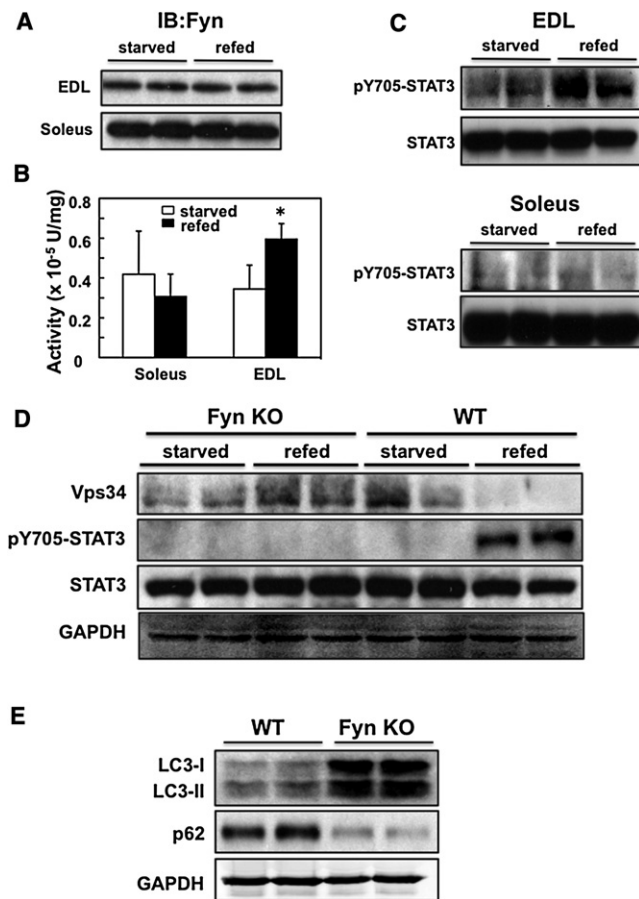 A
IB:Fyn
starved refed
EDL
Soleus
B
Activity (x 10-5 U/mg)
0.8
0.6
0.4
0.2
0
starved
refed
*
Soleus EDL
C
EDL
starved refed
pY705-STAT3
STAT3
Soleus
starved refed
pY705-STAT3
STAT3
D
Fyn KO WT
starved refed starved refed
Vps34
pY705-STAT3
STAT3
GAPDH
E
WT Fyn KO
LC3-I
LC3-II
p62
GAPDH